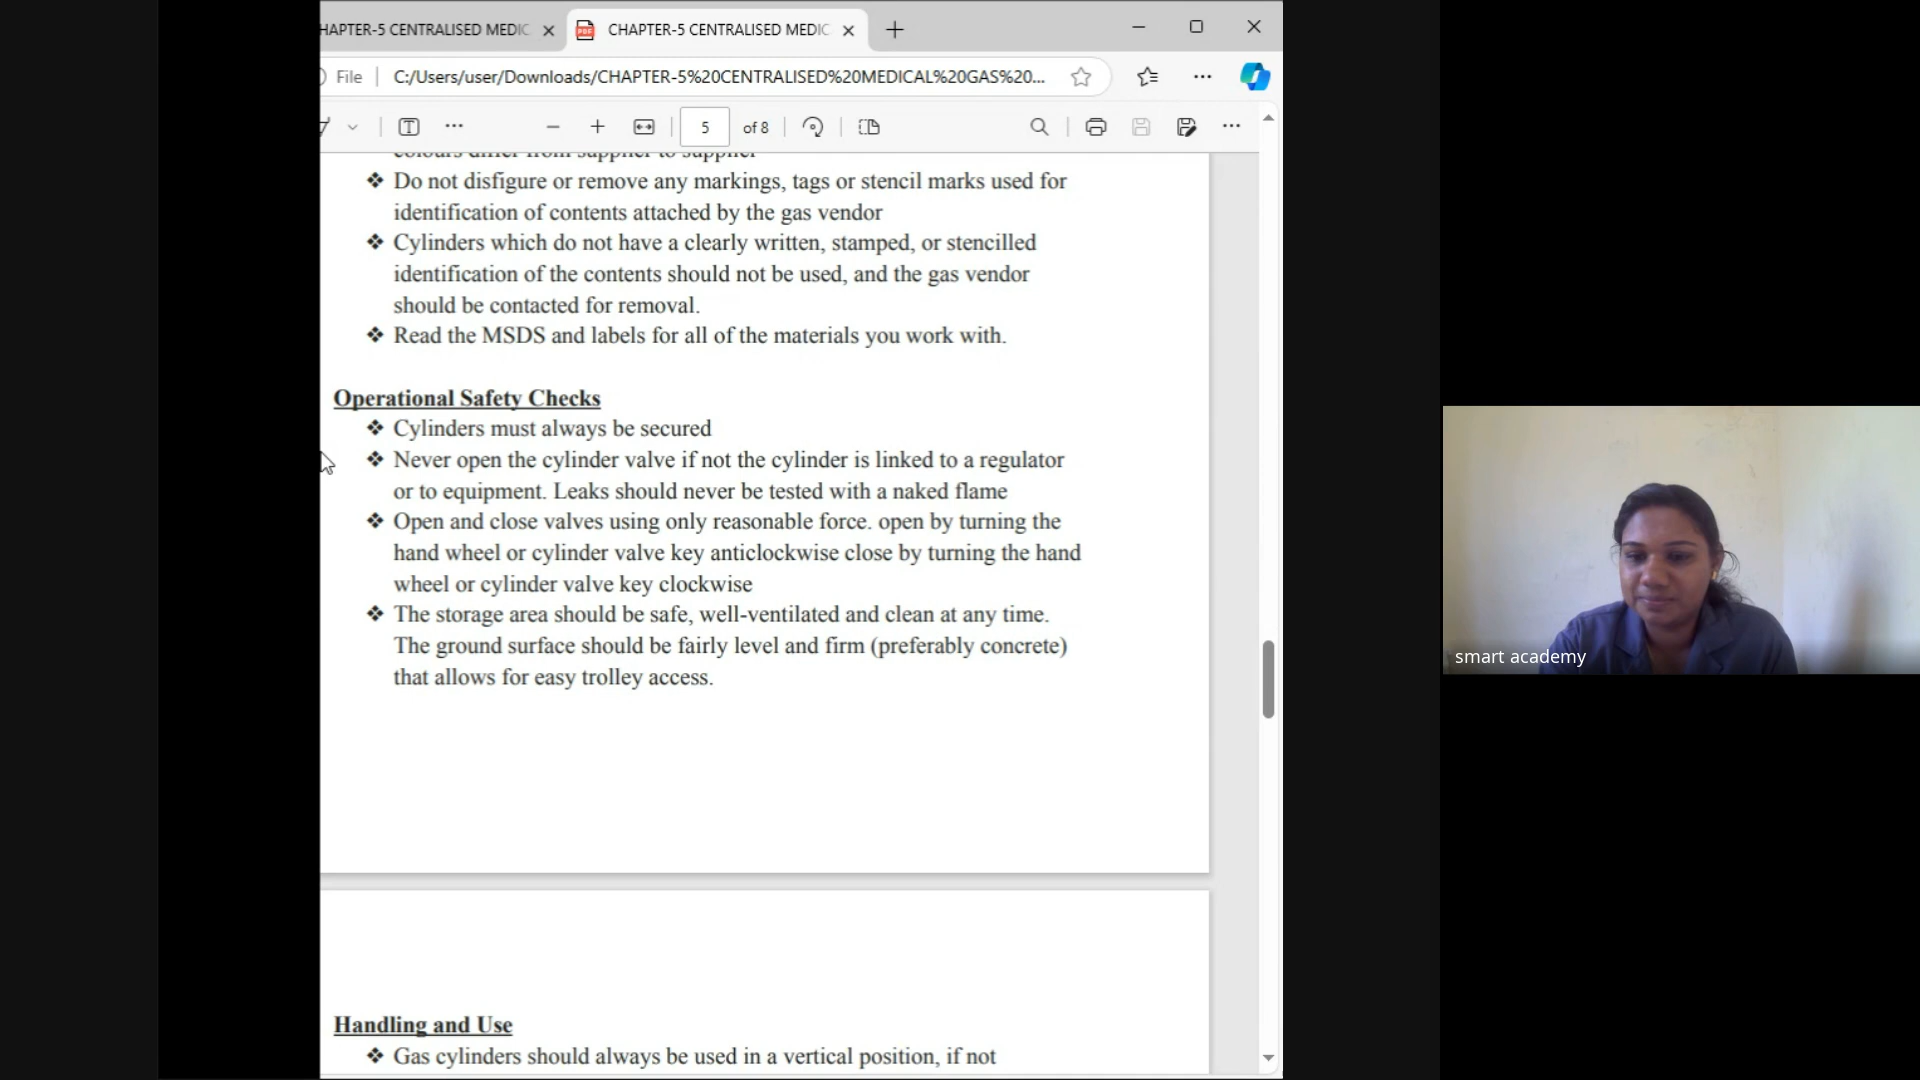 HAPTER-5 CENTRALISED MEDIC
CHAPTER-5 CENTRALISED MEDIC
File
C:/Users/user/Downloads/CHAPTER-5%20CENTRALISED%20MEDICAL%20GAS%20...
5 of 8
colours differ from supplier to supplier
❖ Do not disfigure or remove any markings, tags or stencil marks used for
identification of contents attached by the gas vendor
❖ Cylinders which do not have a clearly written, stamped, or stencilled
identification of the contents should not be used, and the gas vendor
should be contacted for removal.
❖ Read the MSDS and labels for all of the materials you work with.
Operational Safety Checks
❖ Cylinders must always be secured
❖ Never open the cylinder valve if not the cylinder is linked to a regulator
or to equipment. Leaks should never be tested with a naked flame
❖ Open and close valves using only reasonable force. open by turning the
hand wheel or cylinder valve key anticlockwise close by turning the hand
wheel or cylinder valve key clockwise
❖ The storage area should be safe, well-ventilated and clean at any time.
The ground surface should be fairly level and firm (preferably concrete)
that allows for easy trolley access.
Handling and Use
❖ Gas cylinders should always be used in a vertical position, if not
smart academy